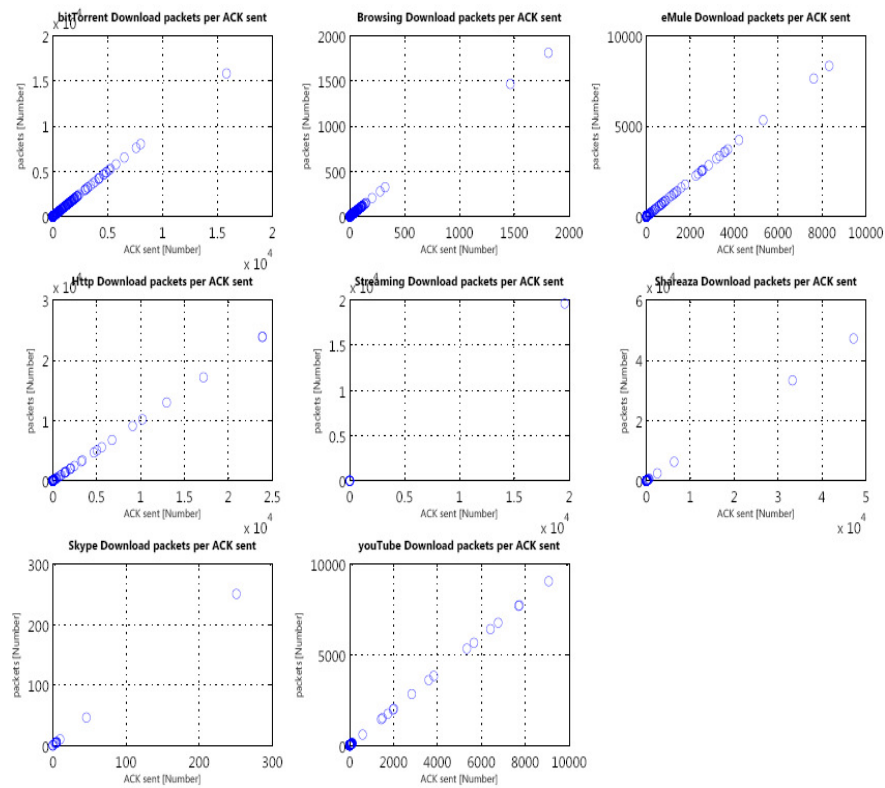 bitTorrent Download packets per ACK sent
x 10^4
packets [Number]
2
1.5
1
0.5
0
0 0.5 1 1.5 2
ACK sent [Number]
x 10^4
Browsing Download packets per ACK sent
packets [Number]
2000
1500
1000
500
0
0 500 1000 1500 2000
ACK sent [Number]
eMule Download packets per ACK sent
packets [Number]
10000
5000
0
0 2000 4000 6000 8000 10000
ACK sent [Number]
Http Download packets per ACK sent
x 10^4
packets [Number]
3
2
1
0
0 0.5 1 1.5 2 2.5
ACK sent [Number]
x 10^4
Streaming Download packets per ACK sent
x 10^4
packets [Number]
2
1.5
1
0.5
0
0 0.5 1 1.5 2
ACK sent [Number]
x 10^4
Shareaza Download packets per ACK sent
x 10^4
packets [Number]
6
4
2
0
0 1 2 3 4 5
ACK sent [Number]
x 10^4
Skype Download packets per ACK sent
packets [Number]
300
200
100
0
0 100 200 300
ACK sent [Number]
youTube Download packets per ACK sent
packets [Number]
10000
5000
0
0 2000 4000 6000 8000 10000
ACK sent [Number]